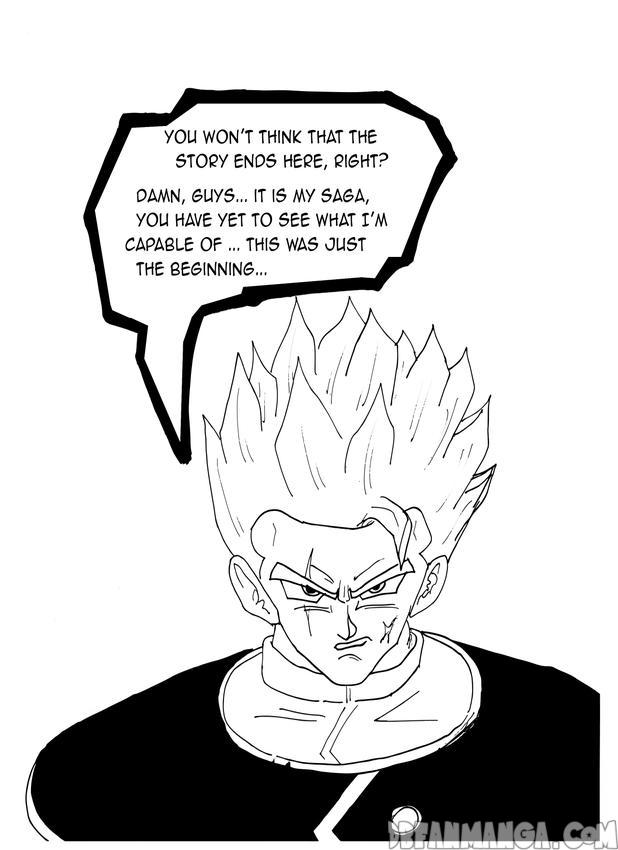 YOU WON'T THINK THAT THE
STORY ENDS HERE, RIGHT?
DAMN, GUYS... IT IS MY SAGA,
YOU HAVE YET TO SEE WHAT I'M
CAPABLE OF ... THIS WAS JUST
THE BEGINNING...
DBFANMANGA.COM